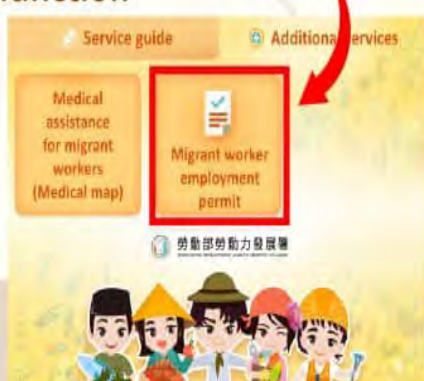 Service guide
Additional Services
Medical
assistance
for migrant
workers
(Medical map)
Migrant worker
employment
permit
勞動部勞動力發展署